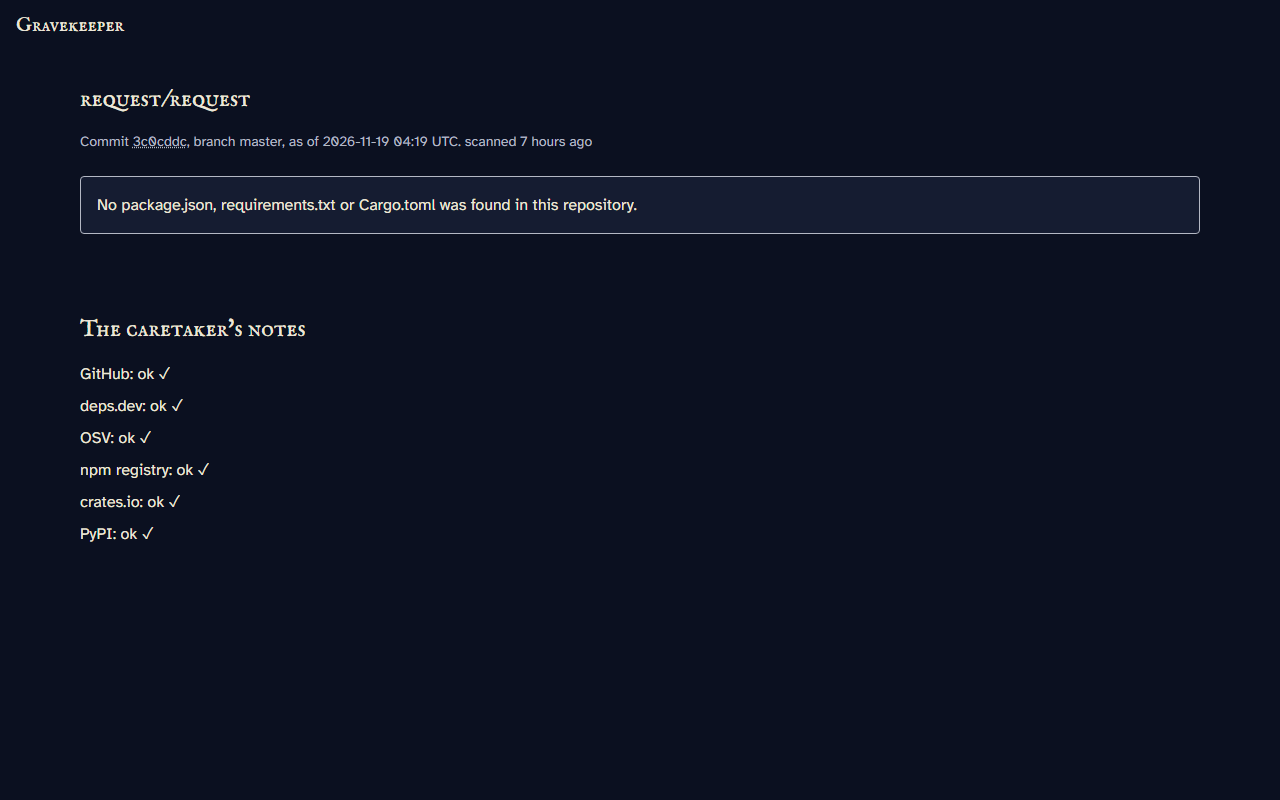 Gravekeeper
request/request
Commit 3c0cddc, branch master, as of 2026-11-19 04:19 UTC. scanned 7 hours ago
No package.json, requirements.txt or Cargo.toml was found in this repository.
The caretaker's notes
GitHub: ok ✓
deps.dev: ok ✓
OSV: ok ✓
npm registry: ok ✓
crates.io: ok ✓
PyPI: ok ✓